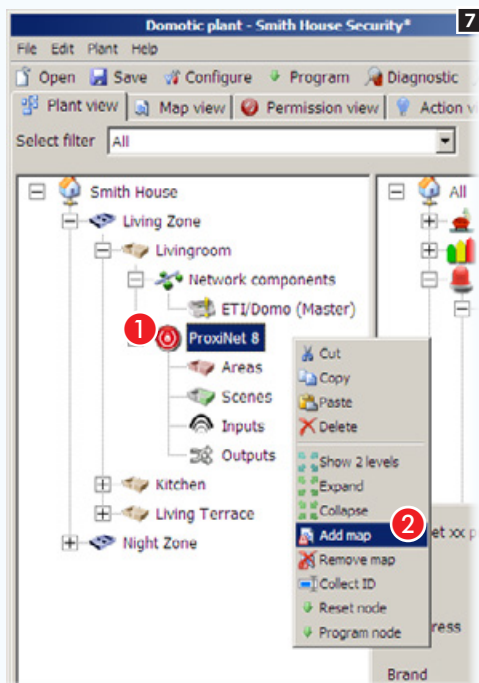 Domotic plant - Smith House Security*
7
File Edit Plant Help
Open Save Configure Program Diagnostic
Plant view Map view Permission view Action
Select filter All
Smith House
Living Zone
Livingroom
Network components
ETI/Domo (Master)
1 ProxiNet 8
Areas
Scenes
Inputs
Outputs
Kitchen
Living Terrace
Night Zone
All
Cut
Copy
Paste
Delete
Show 2 levels
Expand
Collapse
Add map 2
Remove map
Collect ID
Reset node
Program node
et xx p
ress
Brand